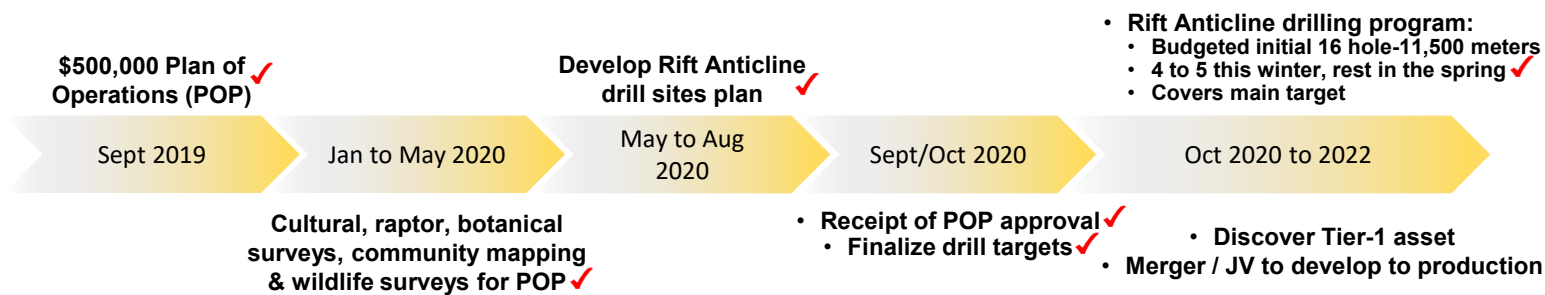 $500,000 Plan of
Operations (POP)
Sept 2019
Jan to May 2020
Cultural, raptor, botanical
surveys, community mapping
& wildlife surveys for POP
Develop Rift Anticline
drill sites plan
May to Aug
2020
Sept/Oct 2020
• Receipt of POP approval
• Finalize drill targets
• Rift Anticline drilling program:
• Budgeted initial 16 hole-11,500 meters
• 4 to 5 this winter, rest in the spring
• Covers main target
Oct 2020 to 2022
• Discover Tier-1 asset
• Merger / JV to develop to production